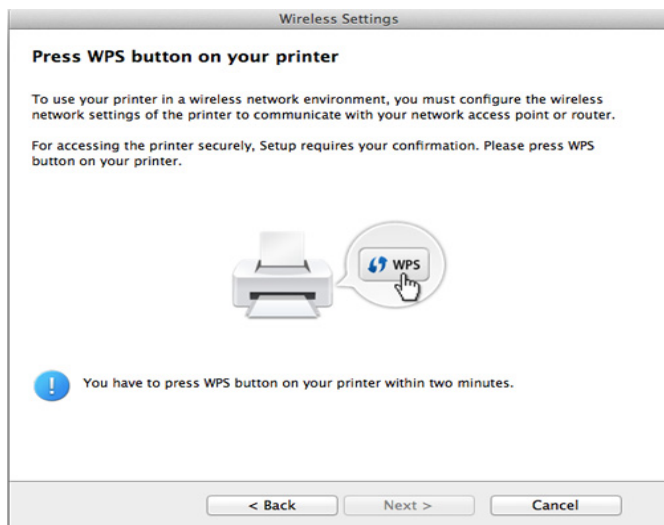 Wireless Settings
Press WPS button on your printer
To use your printer in a wireless network environment, you must configure the wireless
network settings of the printer to communicate with your network access point or router.
For accessing the printer securely, Setup requires your confirmation. Please press WPS
button on your printer.
WPS
You have to press WPS button on your printer within two minutes.
< Back
Next >
Cancel